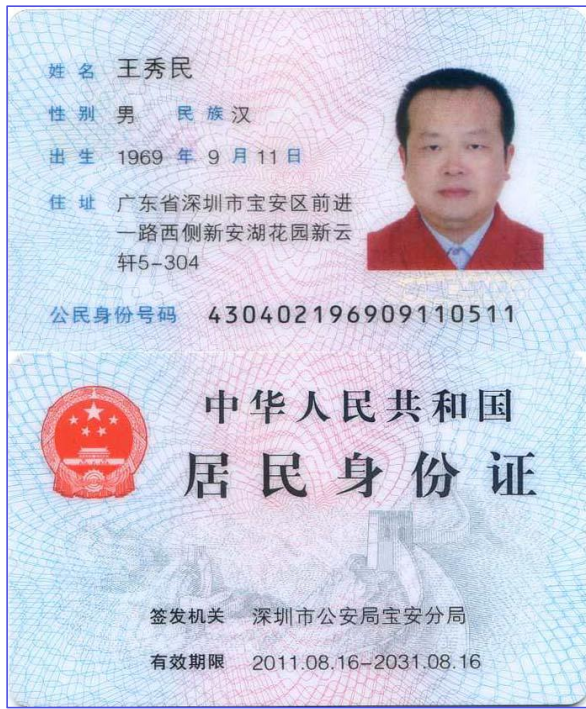 姓名 王秀民
性别 男 民族 汉
出生 1969 年 9 月 11 日
住址 广东省深圳市宝安区前进
一路西侧新安湖花园新云
轩5-304
公民身份号码 430402196909110511
中华人民共和国
居民身份证
签发机关 深圳市公安局宝安分局
有效期限 2011.08.16-2031.08.16